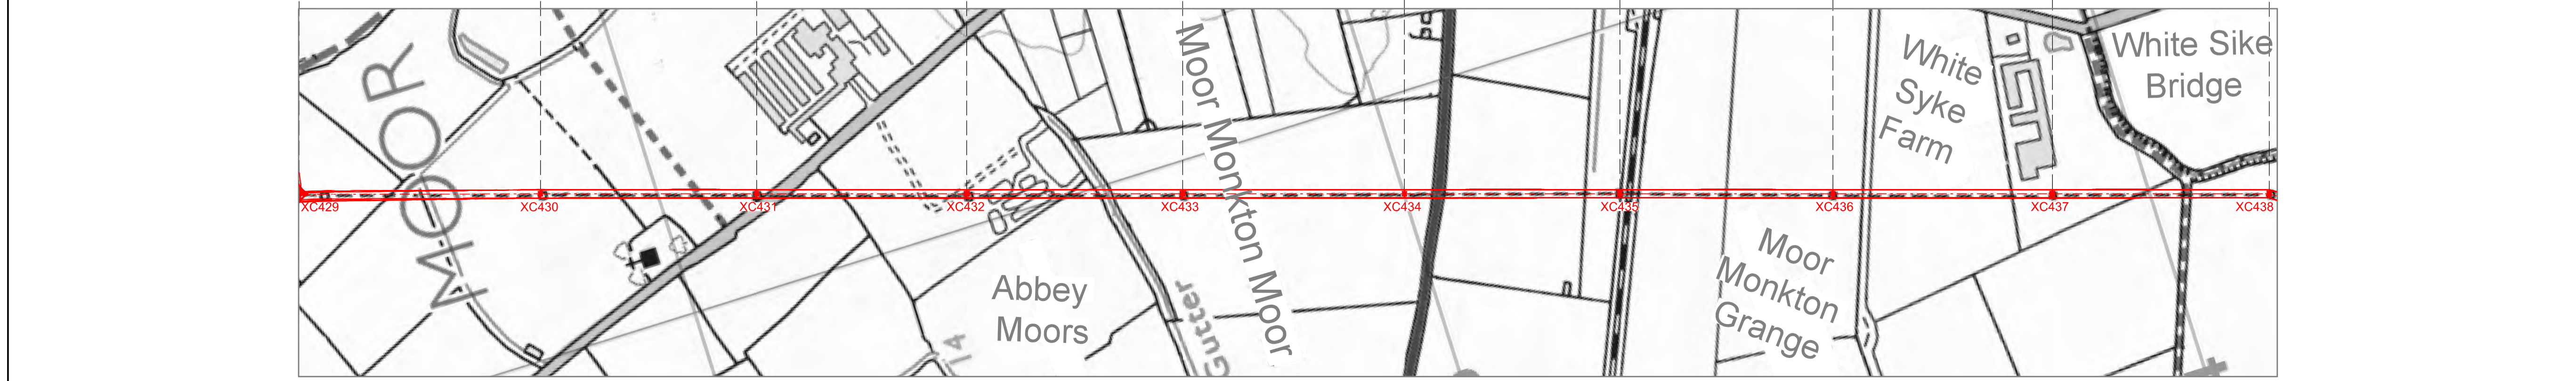 MOOR
Abbey
Moors
Gutter
14
Moor Monkton Moor
Moor
Monkton
Grange
White
Syke
Farm
White Sike
Bridge
XC429
XC430
XC431
XC432
XC433
XC434
XC435
XC436
XC437
XC438